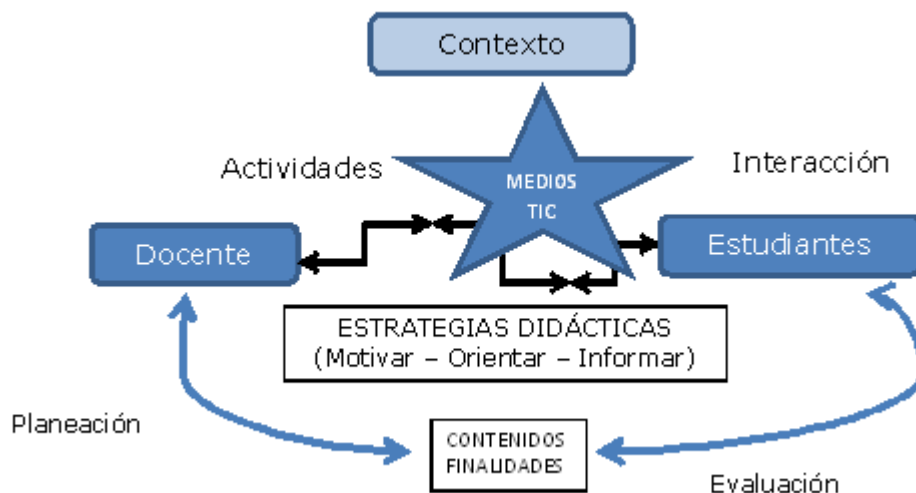 Contexto
Actividades
Interacción
MEDIOS
TIC
Docente
Estudiantes
ESTRATEGIAS DIDÁCTICAS
(Motivar – Orientar – Informar)
Planeación
CONTENIDOS
FINALIDADES
Evaluación